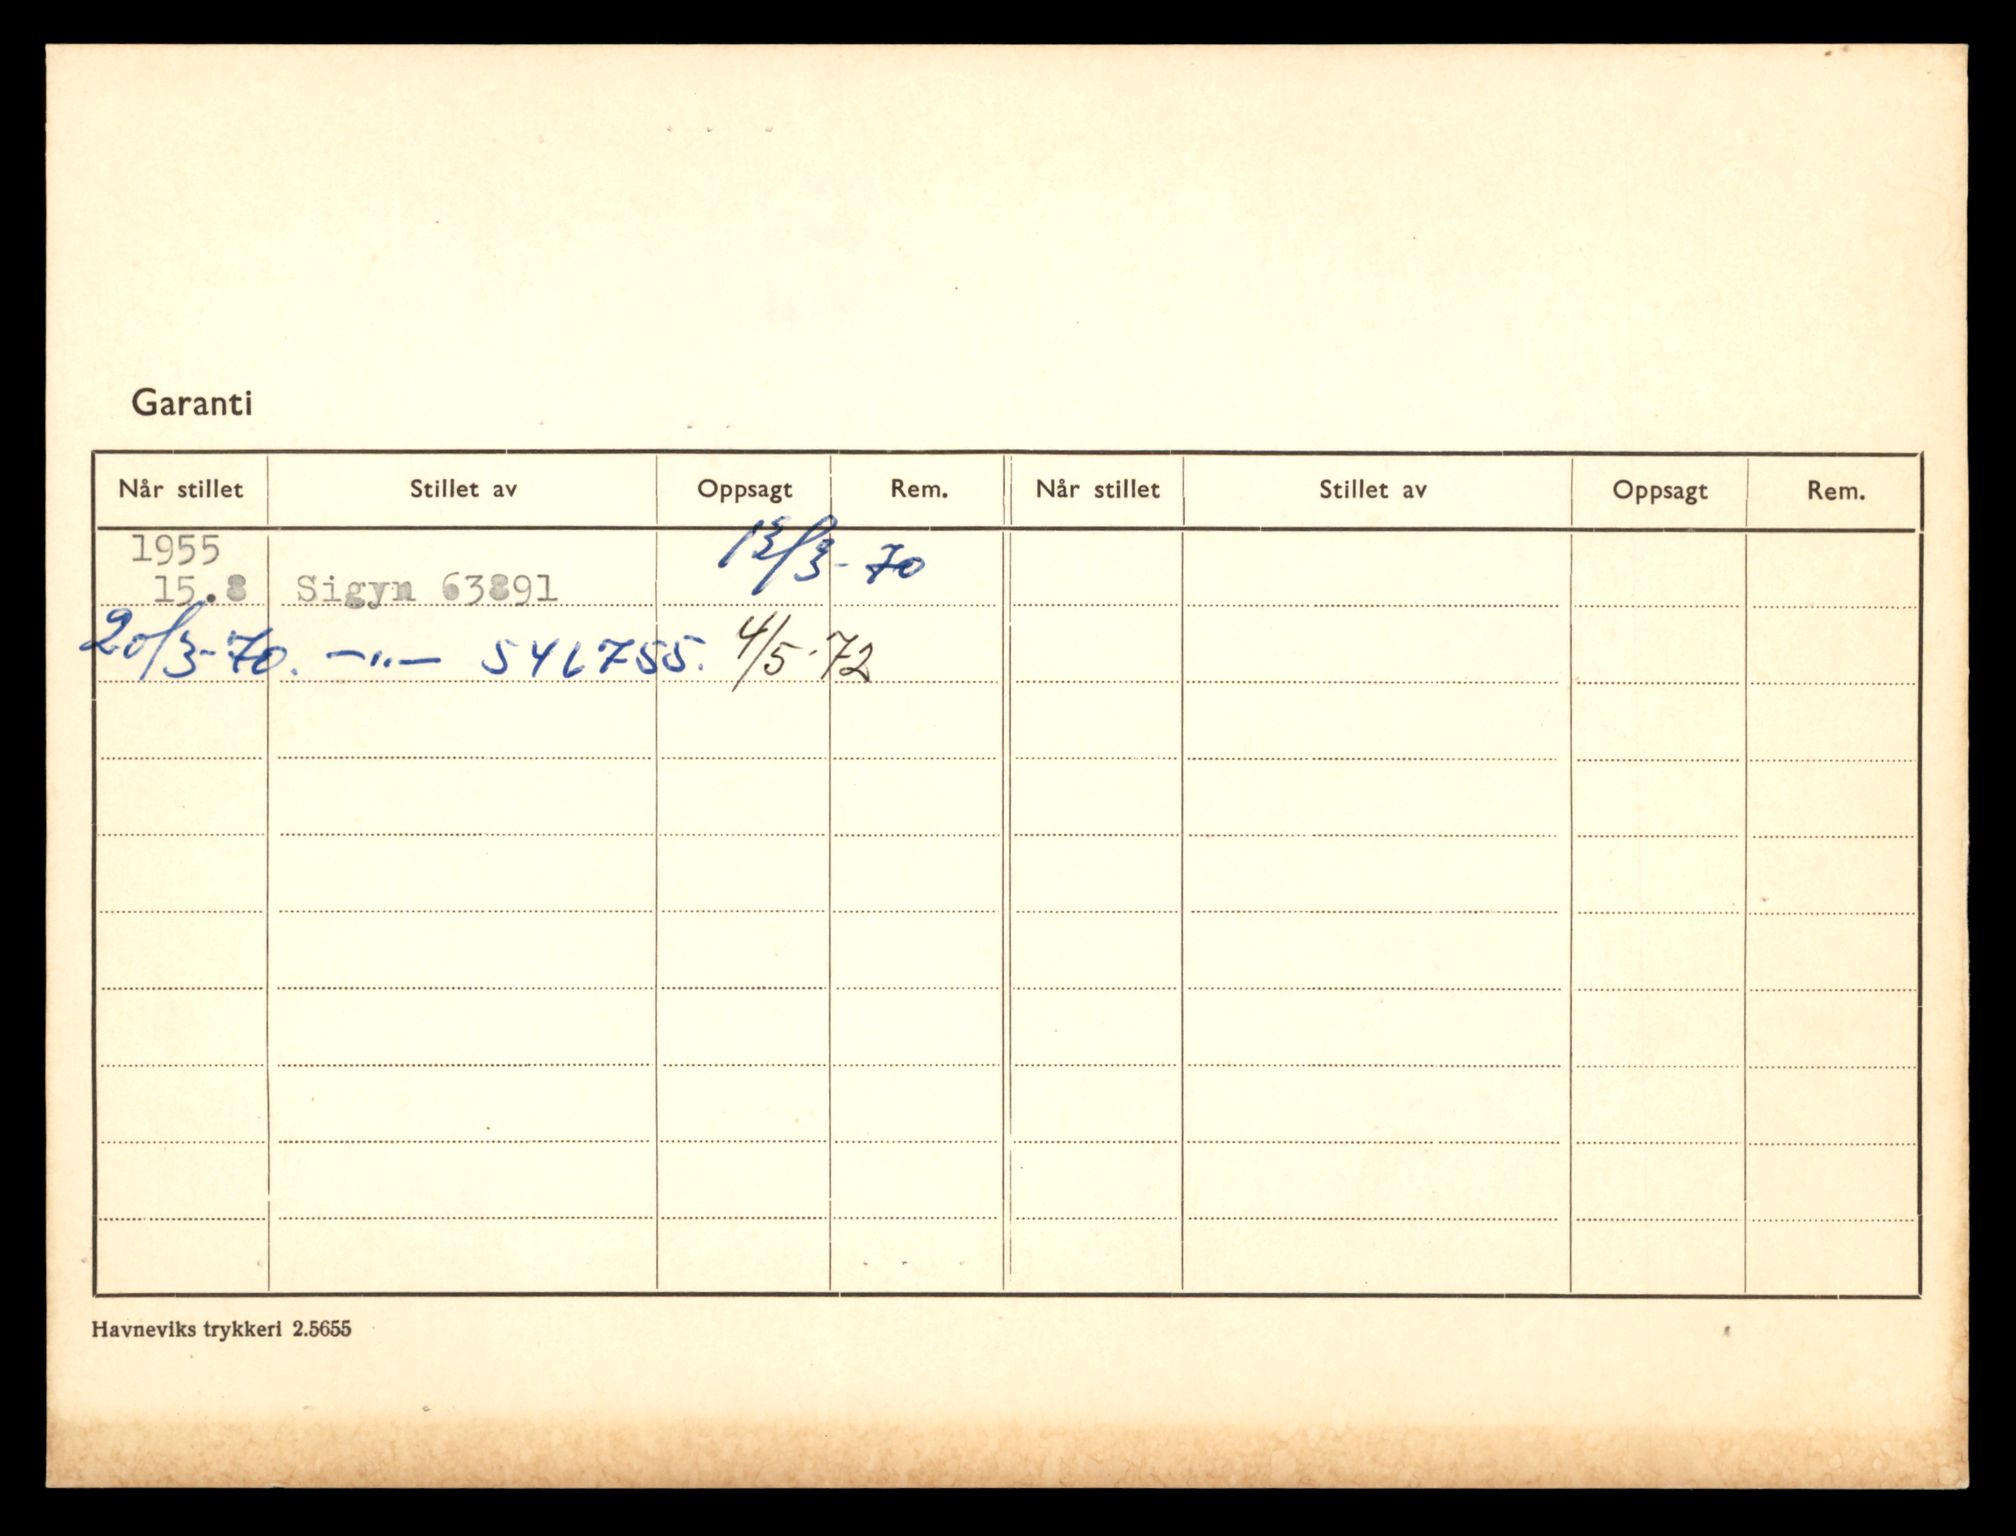 Garanti
Når stillet Stillet av Oppsagt Rem. Når stillet Stillet av Oppsagt Rem.
1955
15.8 Sigyn 63891 13/3-70
20/3-70. —"— 546755. 4/5-72
Havneviks trykkeri 2.5655